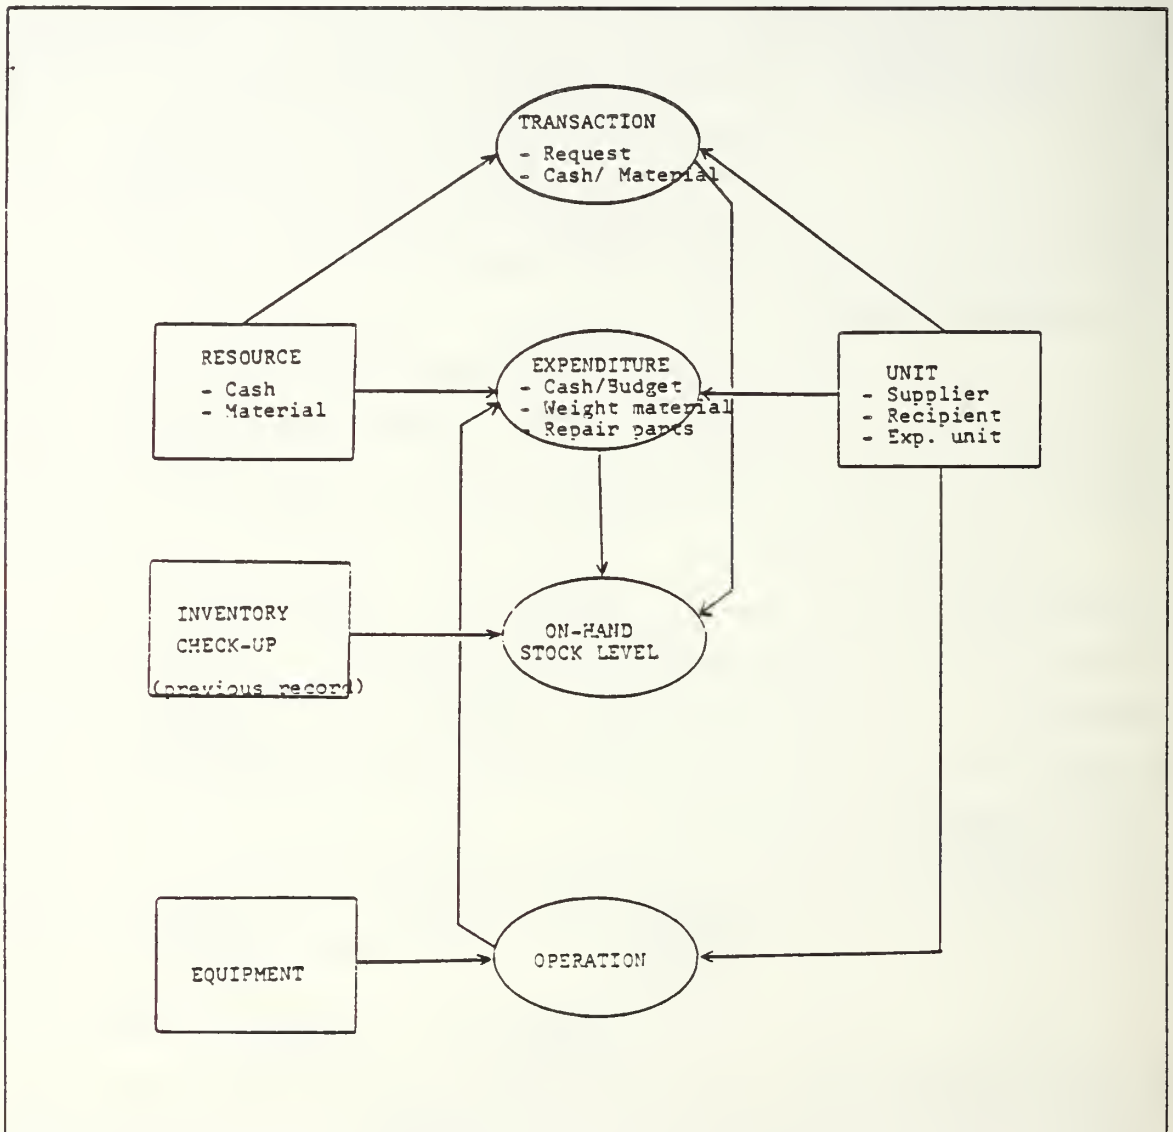 TRANSACTION
- Request
- Cash/ Material
RESOURCE
- Cash
- Material
EXPENDITURE
- Cash/Budget
- Weight material
- Repair parts
UNIT
- Supplier
- Recipient
- Exp. unit
INVENTORY
CHECK-UP
(previous record)
ON-HAND
STOCK LEVEL
EQUIPMENT
OPERATION